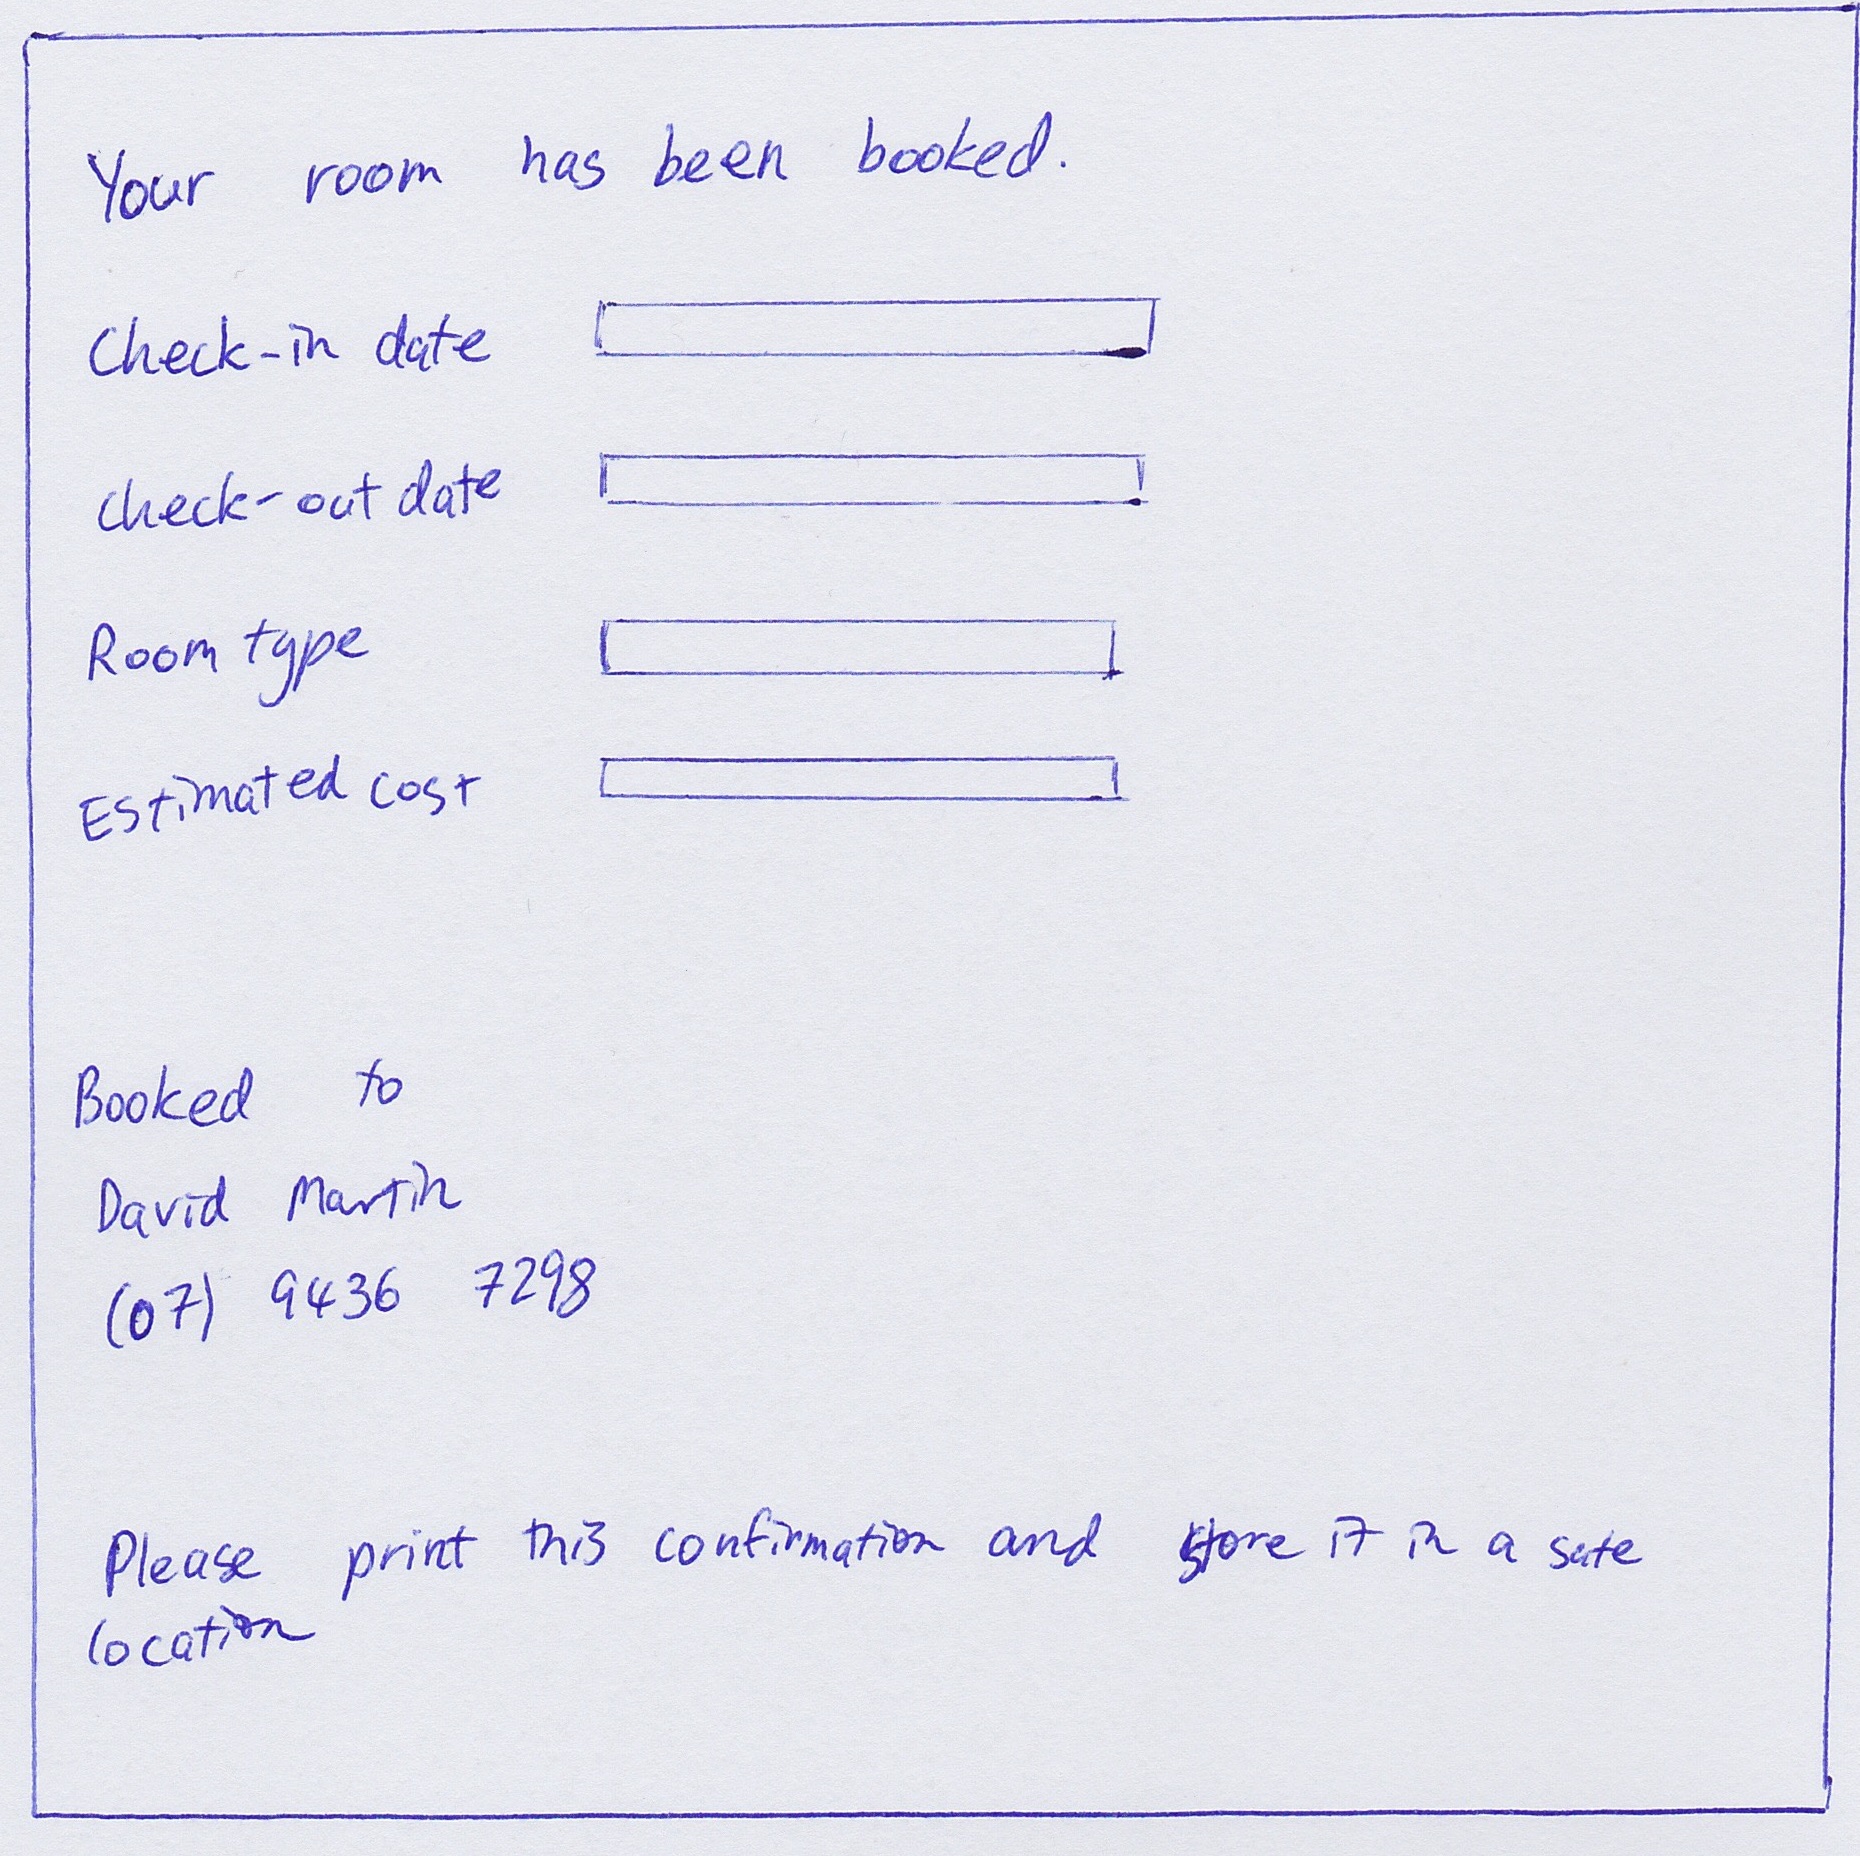 Your room has been booked.
Check-in date
check-out date
Room type
Estimated cost
Booked to
David Martin
(07) 9436 7298
Please print this confirmation and store it in a safe
location